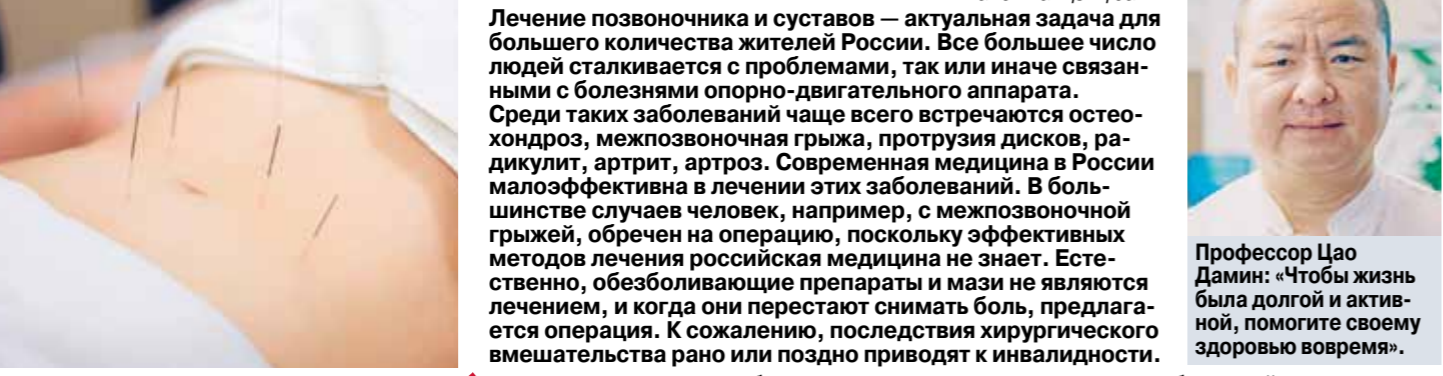 Лечение позвоночника и суставов — актуальная задача для
большего количества жителей России. Все большее число
людей сталкивается с проблемами, так или иначе связан-
ными с болезнями опорно-двигательного аппарата.
Среди таких заболеваний чаще всего встречаются остео-
хондроз, межпозвоночная грыжа, протрузия дисков, ра-
дикулит, артрит, артроз. Современная медицина в России
малоэффективна в лечении этих заболеваний. В боль-
шинстве случаев человек, например, с межпозвоночной
грыжей, обречен на операцию, поскольку эффективных
методов лечения российская медицина не знает. Есте-
ственно, обезболивающие препараты и мази не являются
лечением, и когда они перестают снимать боль, предлага-
ется операция. К сожалению, последствия хирургического
вмешательства рано или поздно приводят к инвалидности.
Профессор Цао
Дамин: «Чтобы жизнь
была долгой и актив-
ной, помогите своему
здоровью вовремя».